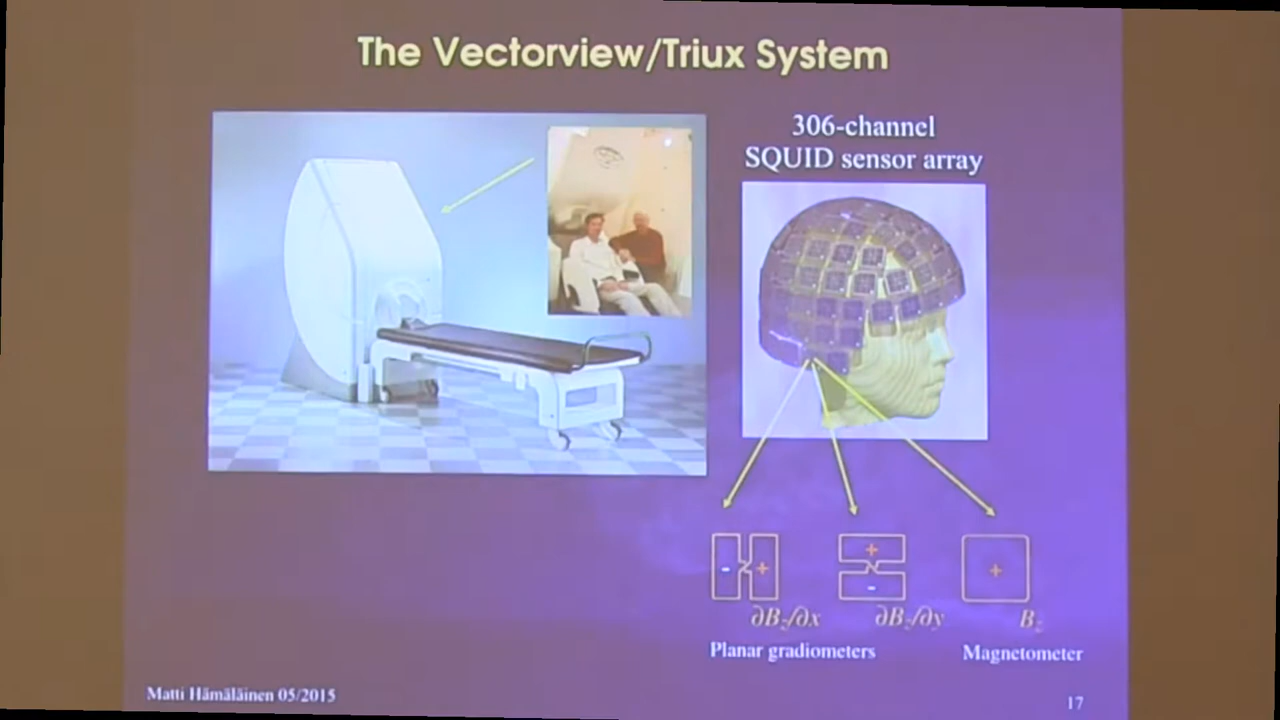 The Vectorview/Triux System
306-channel
SQUID sensor array
- +
+
-
+
∂Bz/∂x
∂Bz/∂y
Bz
Planar gradiometers
Magnetometer
Matti Hämäläinen 05/2015
17